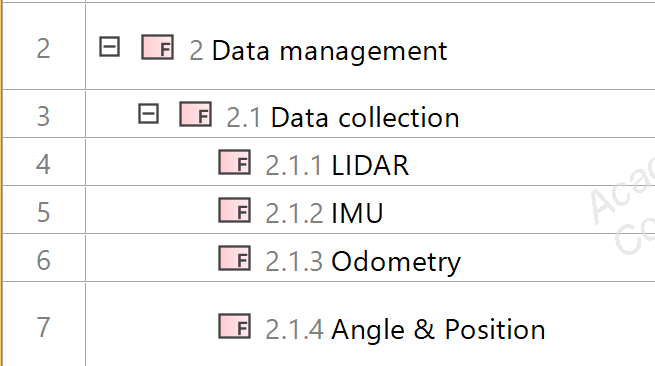 2 F 2 Data management
3 F 2.1 Data collection
4 F 2.1.1 LIDAR
5 F 2.1.2 IMU
6 F 2.1.3 Odometry
7 F 2.1.4 Angle & Position